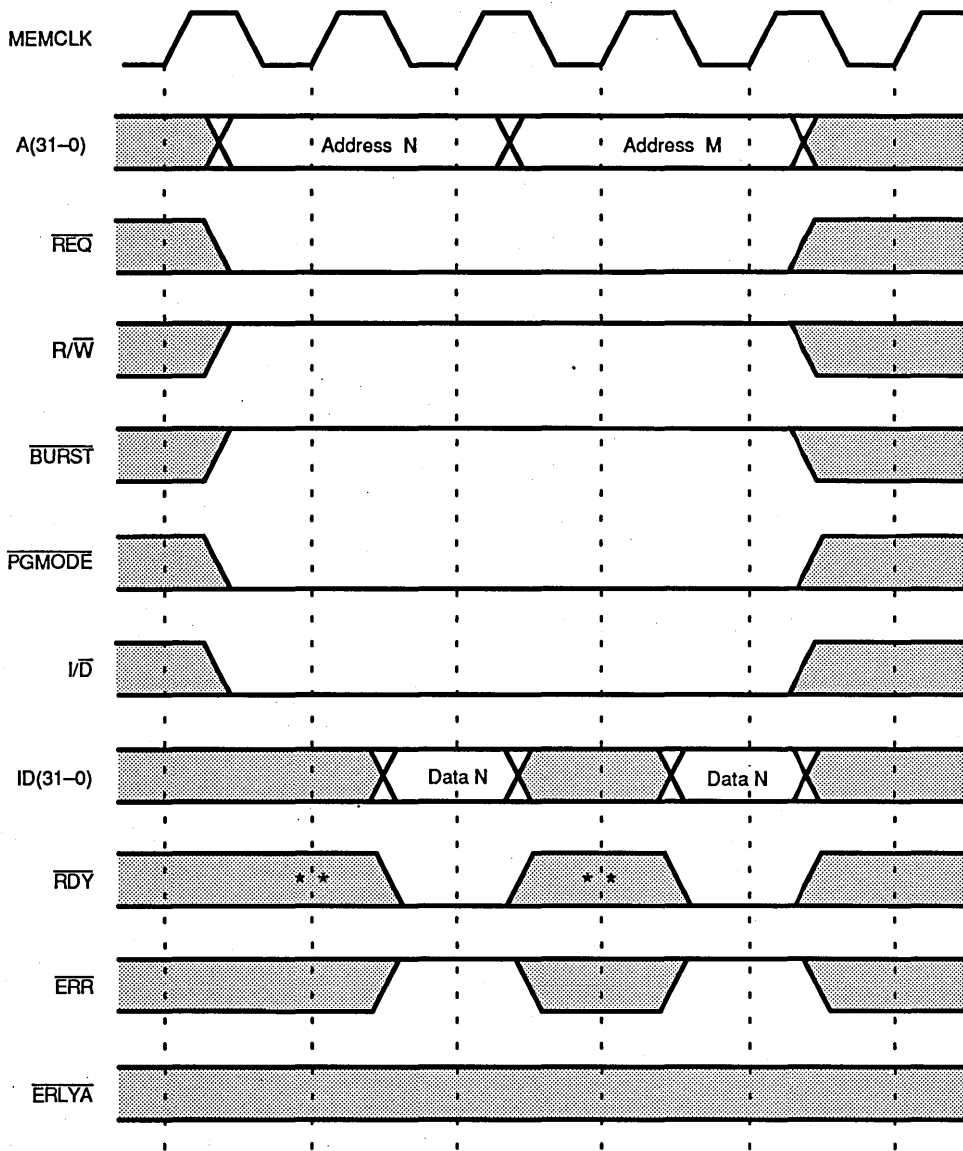 MEMCLK
A(31–0)
Address N
Address M
REQ
R/W
BURST
PGMODE
I/D
ID(31–0)
Data N
Data N
RDY
* *
* *
ERR
ERLYA